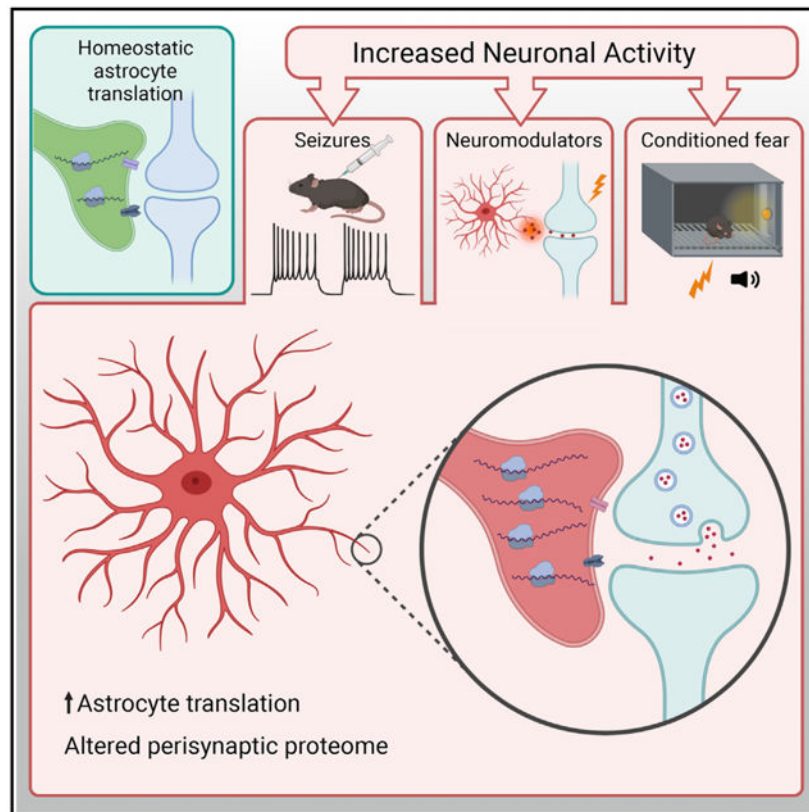 Homeostatic
astrocyte
translation
Increased Neuronal Activity
Seizures
Neuromodulators
Conditioned fear
↑Astrocyte translation
Altered perisynaptic proteome